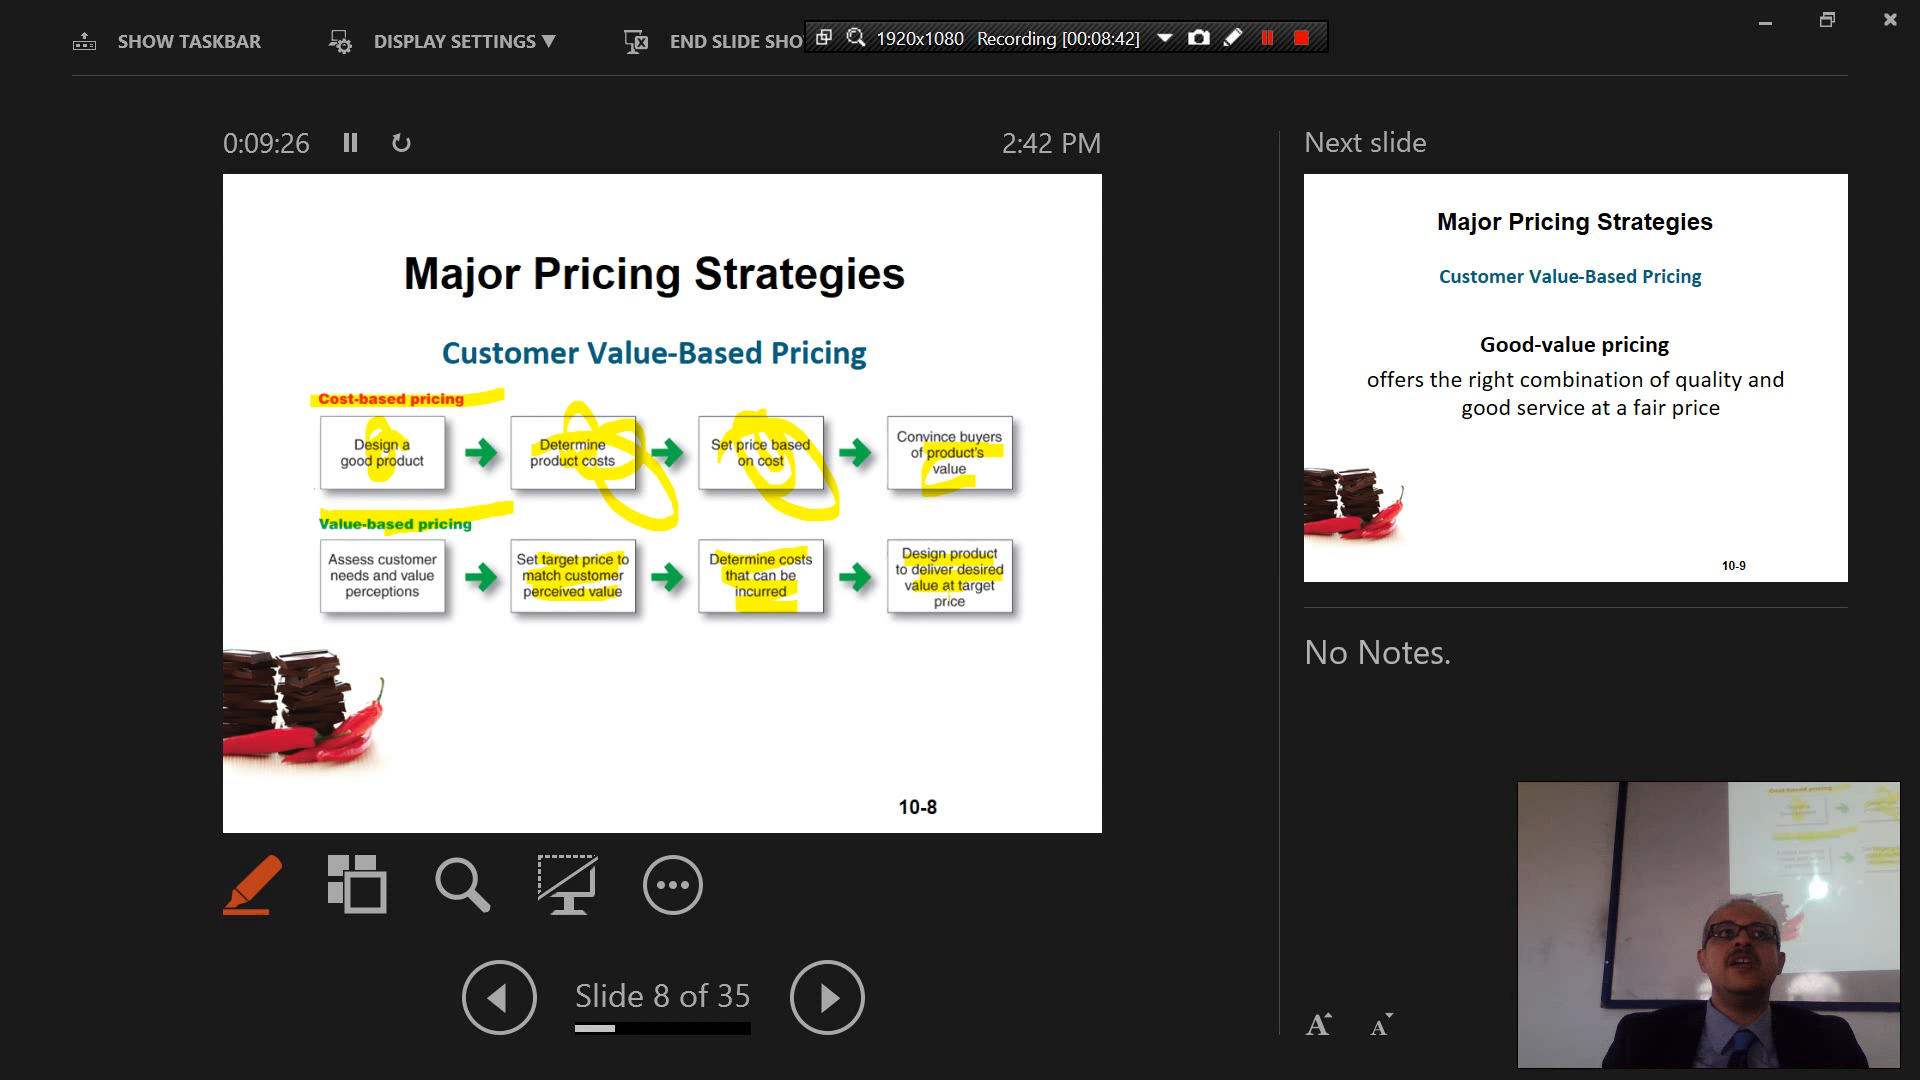 SHOW TASKBAR
DISPLAY SETTINGS ▼
END SLIDE SHO
1920x1080 Recording [00:08:42]
0:09:26
2:42 PM
Major Pricing Strategies
Customer Value-Based Pricing
Cost-based pricing
Design a
good product
Determine
product costs
Set price based
on cost
Convince buyers
of product's
value
Value-based pricing
Assess customer
needs and value
perceptions
Set target price to
match customer
perceived value
Determine costs
that can be
incurred
Design product
to deliver desired
value at target
price
10-8
Slide 8 of 35
Next slide
Major Pricing Strategies
Customer Value-Based Pricing
Good-value pricing
offers the right combination of quality and
good service at a fair price
10-9
No Notes.
A A
Cost-based pricing